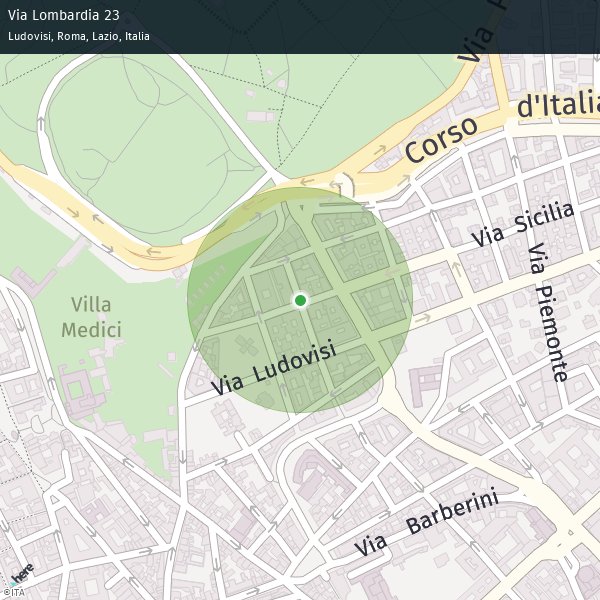 Via Lombardia 23
Ludovisi, Roma, Lazio, Italia
d'Italia
Corso
Via Sicilia
Via Piemonte
Villa
Medici
Via Ludovisi
Via Barberini
here
©ITA